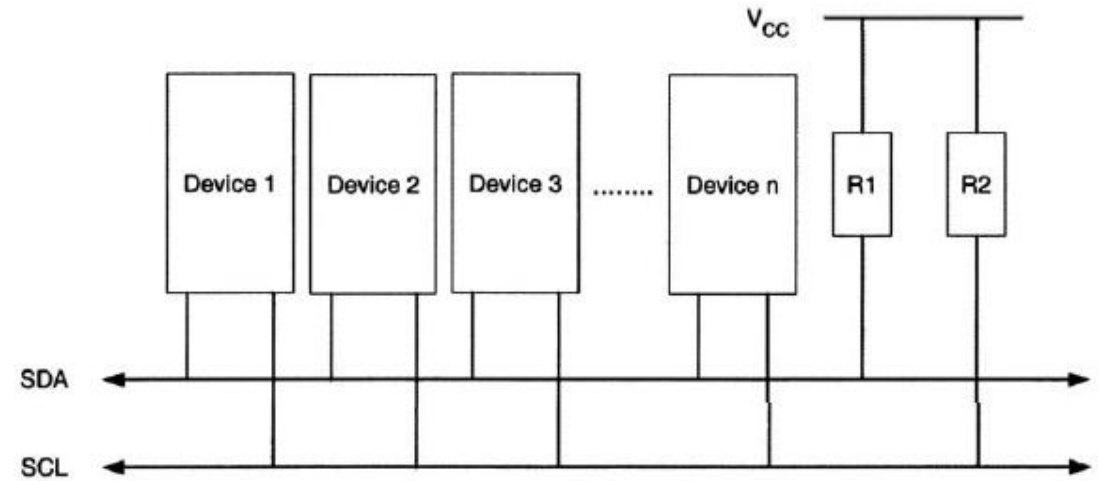 VCC
Device 1 Device 2 Device 3 ........ Device n R1 R2
SDA
SCL